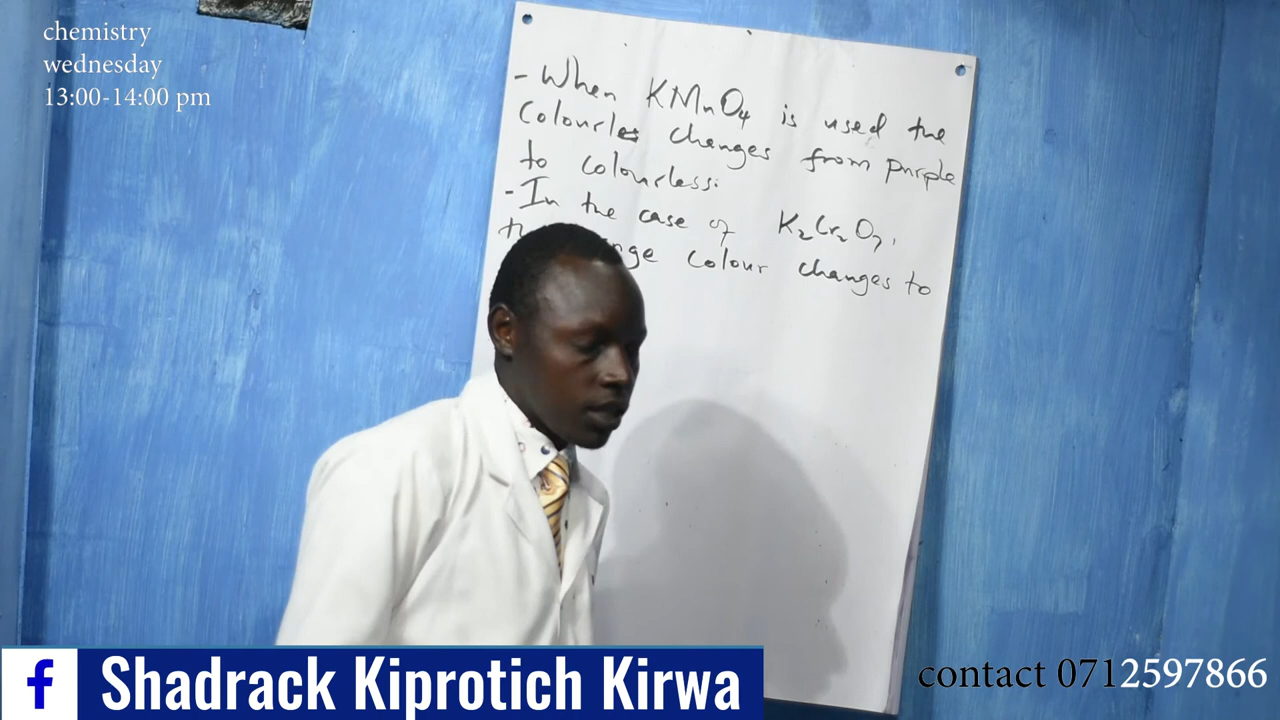 chemistry
wednesday
13:00-14:00 pm
- When KMnO₄ is used the
Colourles changes from purple
to colourless.
- In the case of K₂Cr₂O₇,
nge colour changes to
f
Shadrack Kiprotich Kirwa
contact 0712597866